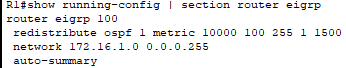 R1#show running-config | section router eigrp
router eigrp 100
redistribute ospf 1 metric 10000 100 255 1 1500
network 172.16.1.0 0.0.0.255
auto-summary